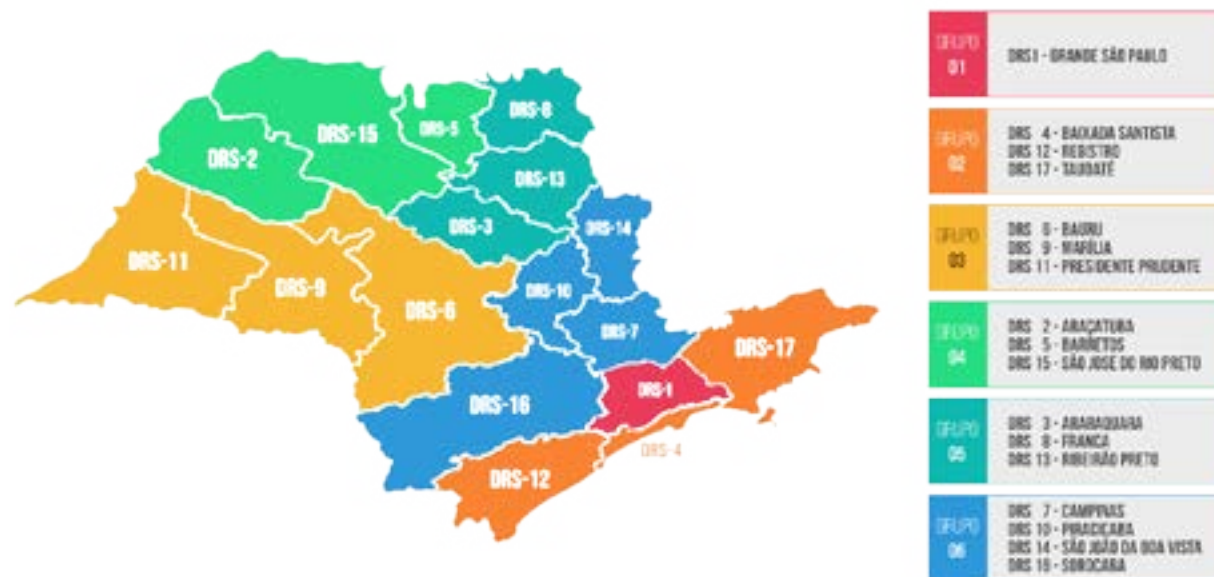 DRS-8
DRS-15
DRS-5
DRS-2
DRS-13
DRS-3
DRS-14
DRS-11
DRS-9
DRS-10
DRS-6
DRS-7
DRS-17
DRS-1
DRS-16
DRS-4
DRS-12
GRUPO
01
DRS 1 - GRANDE SÃO PAULO
GRUPO
02
DRS 4 - BAIXADA SANTISTA
DRS 12 - REGISTRO
DRS 17 - TAUBATÉ
GRUPO
03
DRS 6 - BAURU
DRS 9 - MARÍLIA
DRS 11 - PRESIDENTE PRUDENTE
GRUPO
04
DRS 2 - ARAÇATUBA
DRS 5 - BARRETOS
DRS 15 - SÃO JOSÉ DO RIO PRETO
GRUPO
05
DRS 3 - ARARAQUARA
DRS 8 - FRANCA
DRS 13 - RIBEIRÃO PRETO
GRUPO
06
DRS 7 - CAMPINAS
DRS 10 - PIRACICABA
DRS 14 - SÃO JOÃO DA BOA VISTA
DRS 16 - SOROCABA